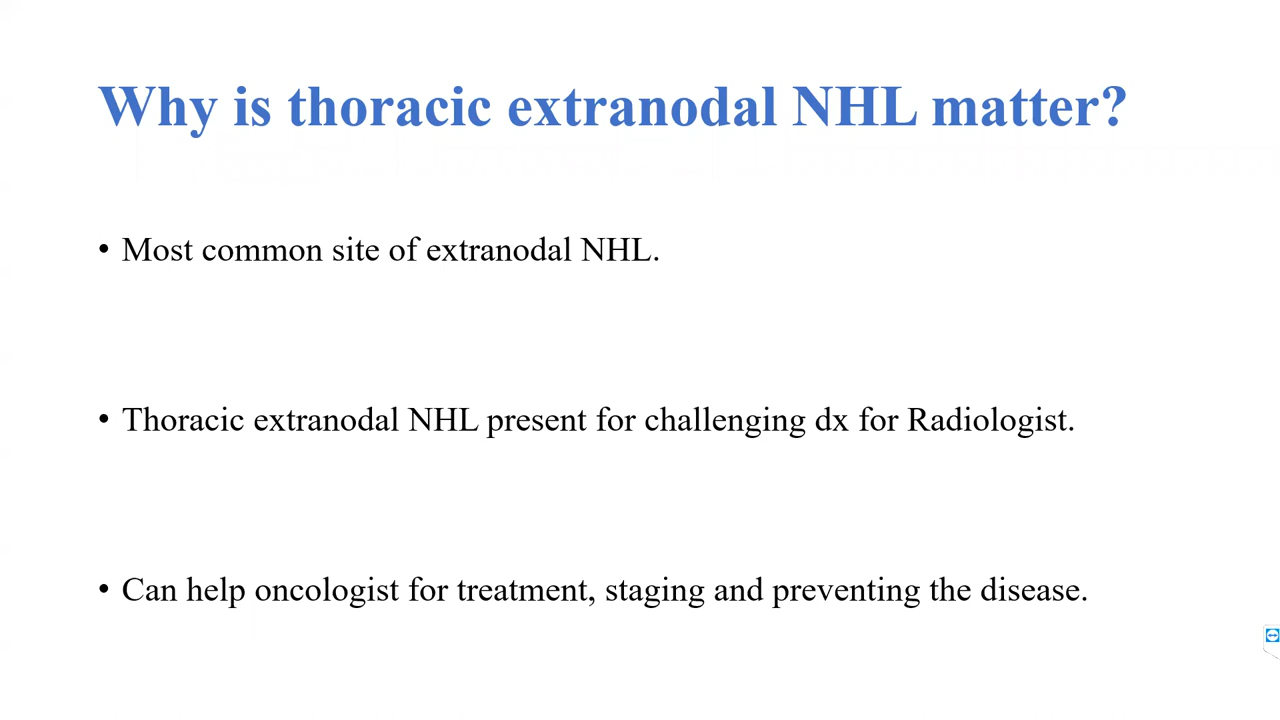 Why is thoracic extranodal NHL matter?
• Most common site of extranodal NHL.
• Thoracic extranodal NHL present for challenging dx for Radiologist.
• Can help oncologist for treatment, staging and preventing the disease.